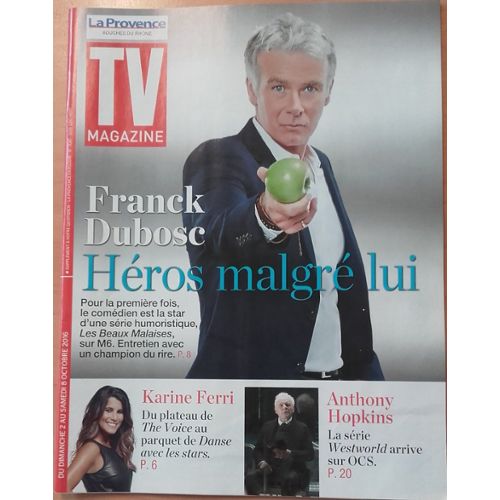 La Provence
BOUCHES DU RHÔNE
TV
MAGAZINE
Franck
Dubosc
Héros malgré lui
Pour la première fois,
le comédien est la star
d'une série humoristique,
Les Beaux Malaises,
sur M6. Entretien avec
un champion du rire. P. 8
DU DIMANCHE 2 AU SAMEDI 8 OCTOBRE 2016
Karine Ferri
Du plateau de
The Voice au
parquet de Danse
avec les stars.
P. 6
Anthony
Hopkins
La série
Westworld arrive
sur OCS.
P. 20